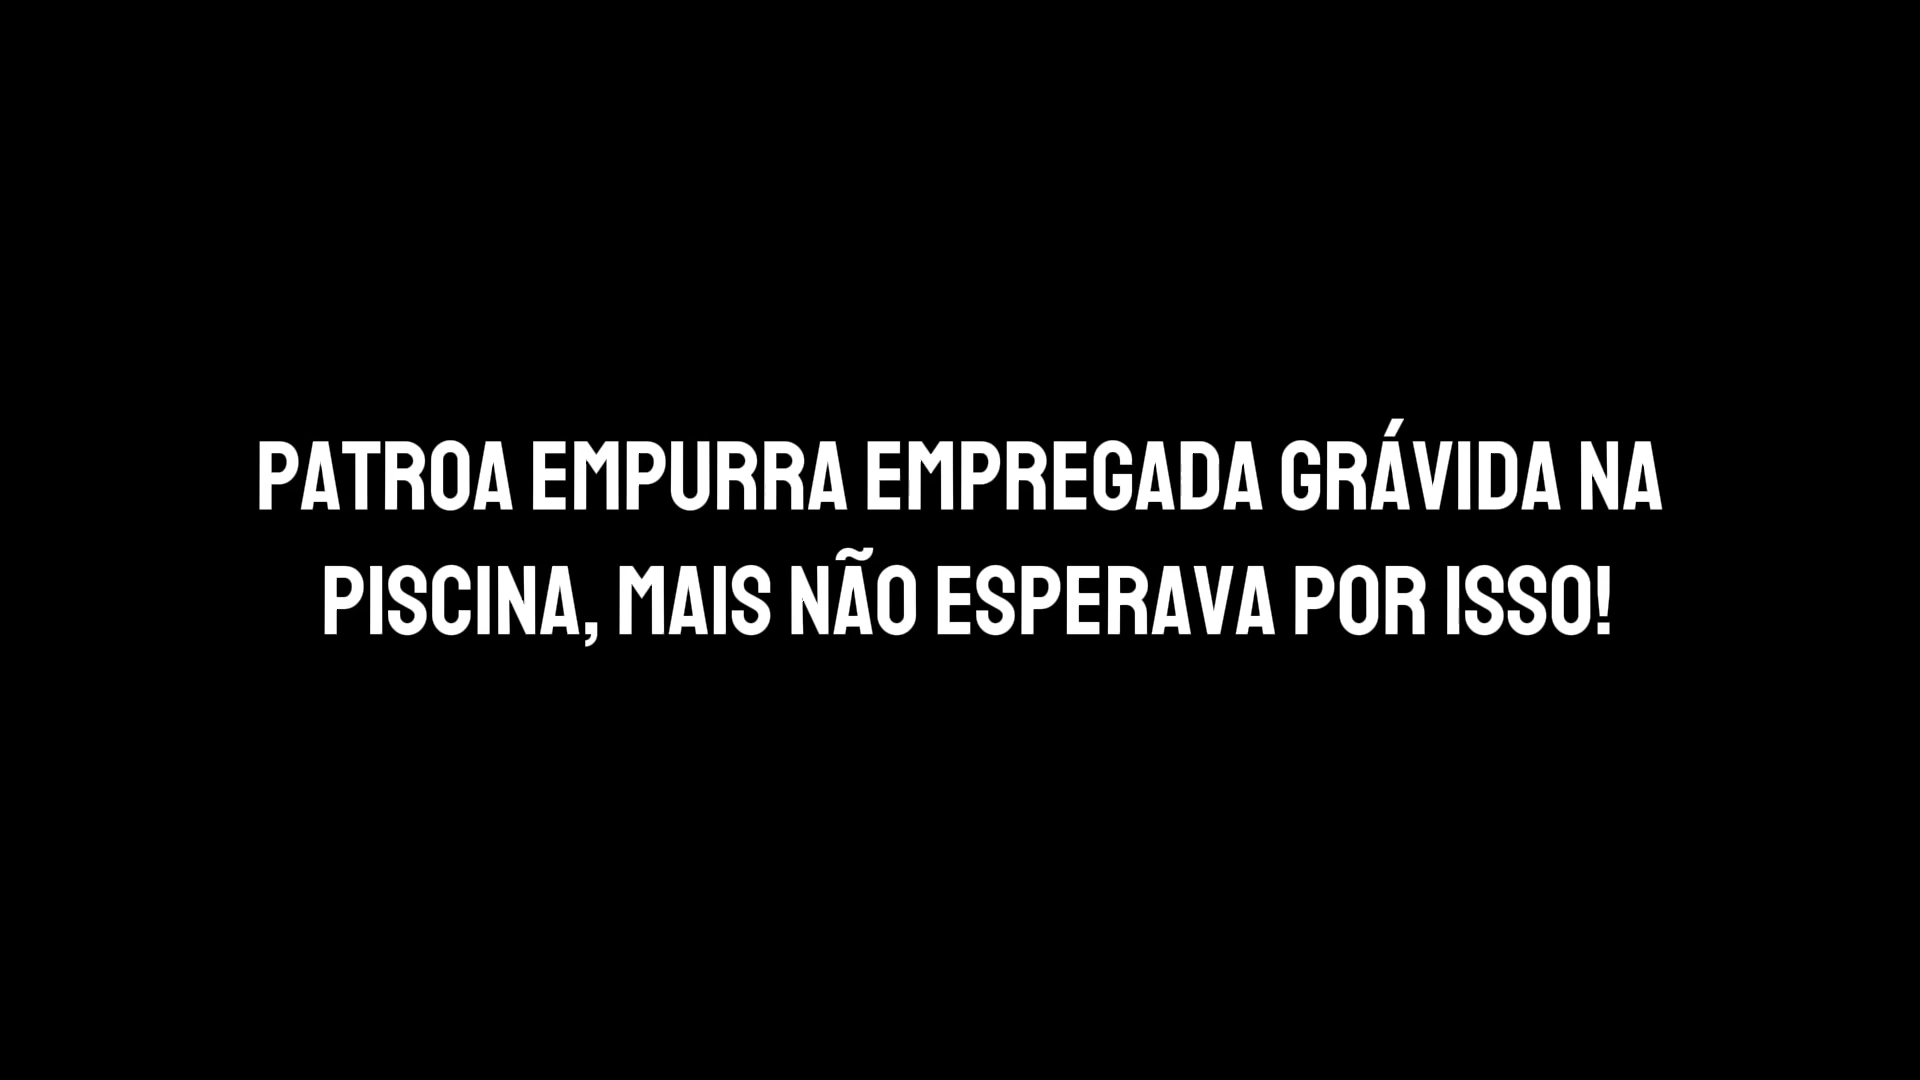 PATROA EMPURRA EMPREGADA GRÁVIDA NA
PISCINA, MAIS NÃO ESPERAVA POR ISSO!